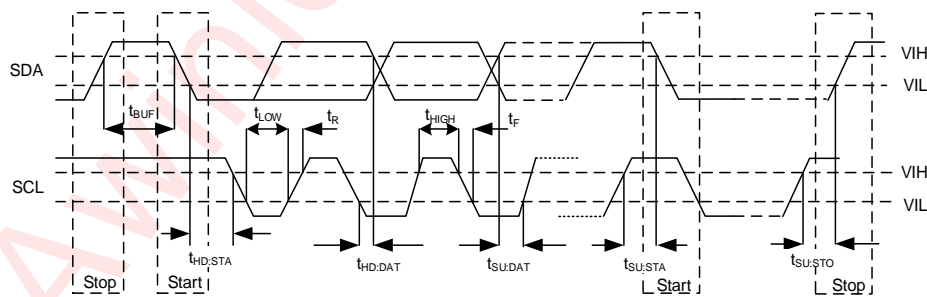 SDA
VIH
VIL
tBUF
tLOW
tR
tHIGH
tF
SCL
VIH
VIL
tHD:STA
tHD:DAT
tSU:DAT
tSU:STA
tSU:STO
Stop
Start
Start
Stop
Awinic